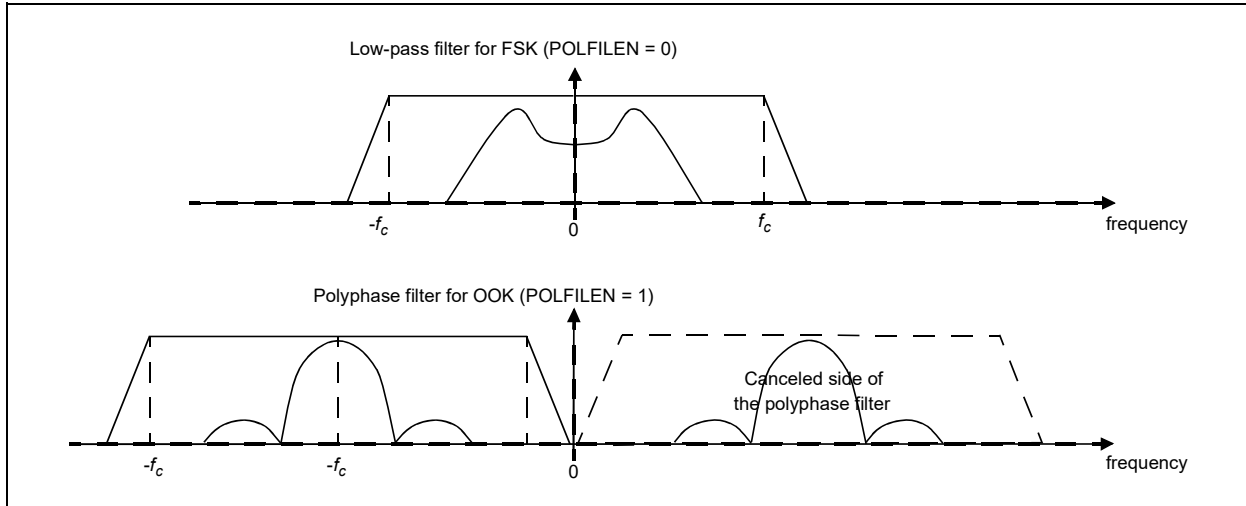 Low-pass filter for FSK (POLFILEN = 0)
-fc
0
fc
frequency
Polyphase filter for OOK (POLFILEN = 1)
Canceled side of
the polyphase filter
-fc
-fc
0
frequency